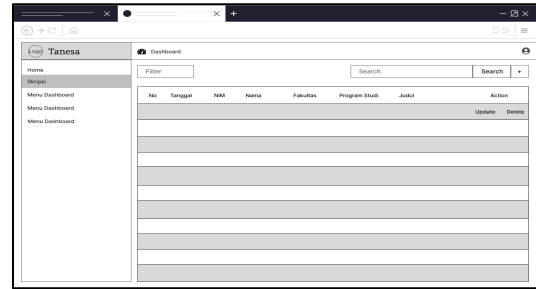 Logo Tanesa
Dashboard
Home
Skripsi
Menu Dashboard
Menu Dashboard
Menu Dashboard
Filter
Search
Search +
No Tanggal NIM Nama Fakultas Program Studi Judul Action
Update Delete